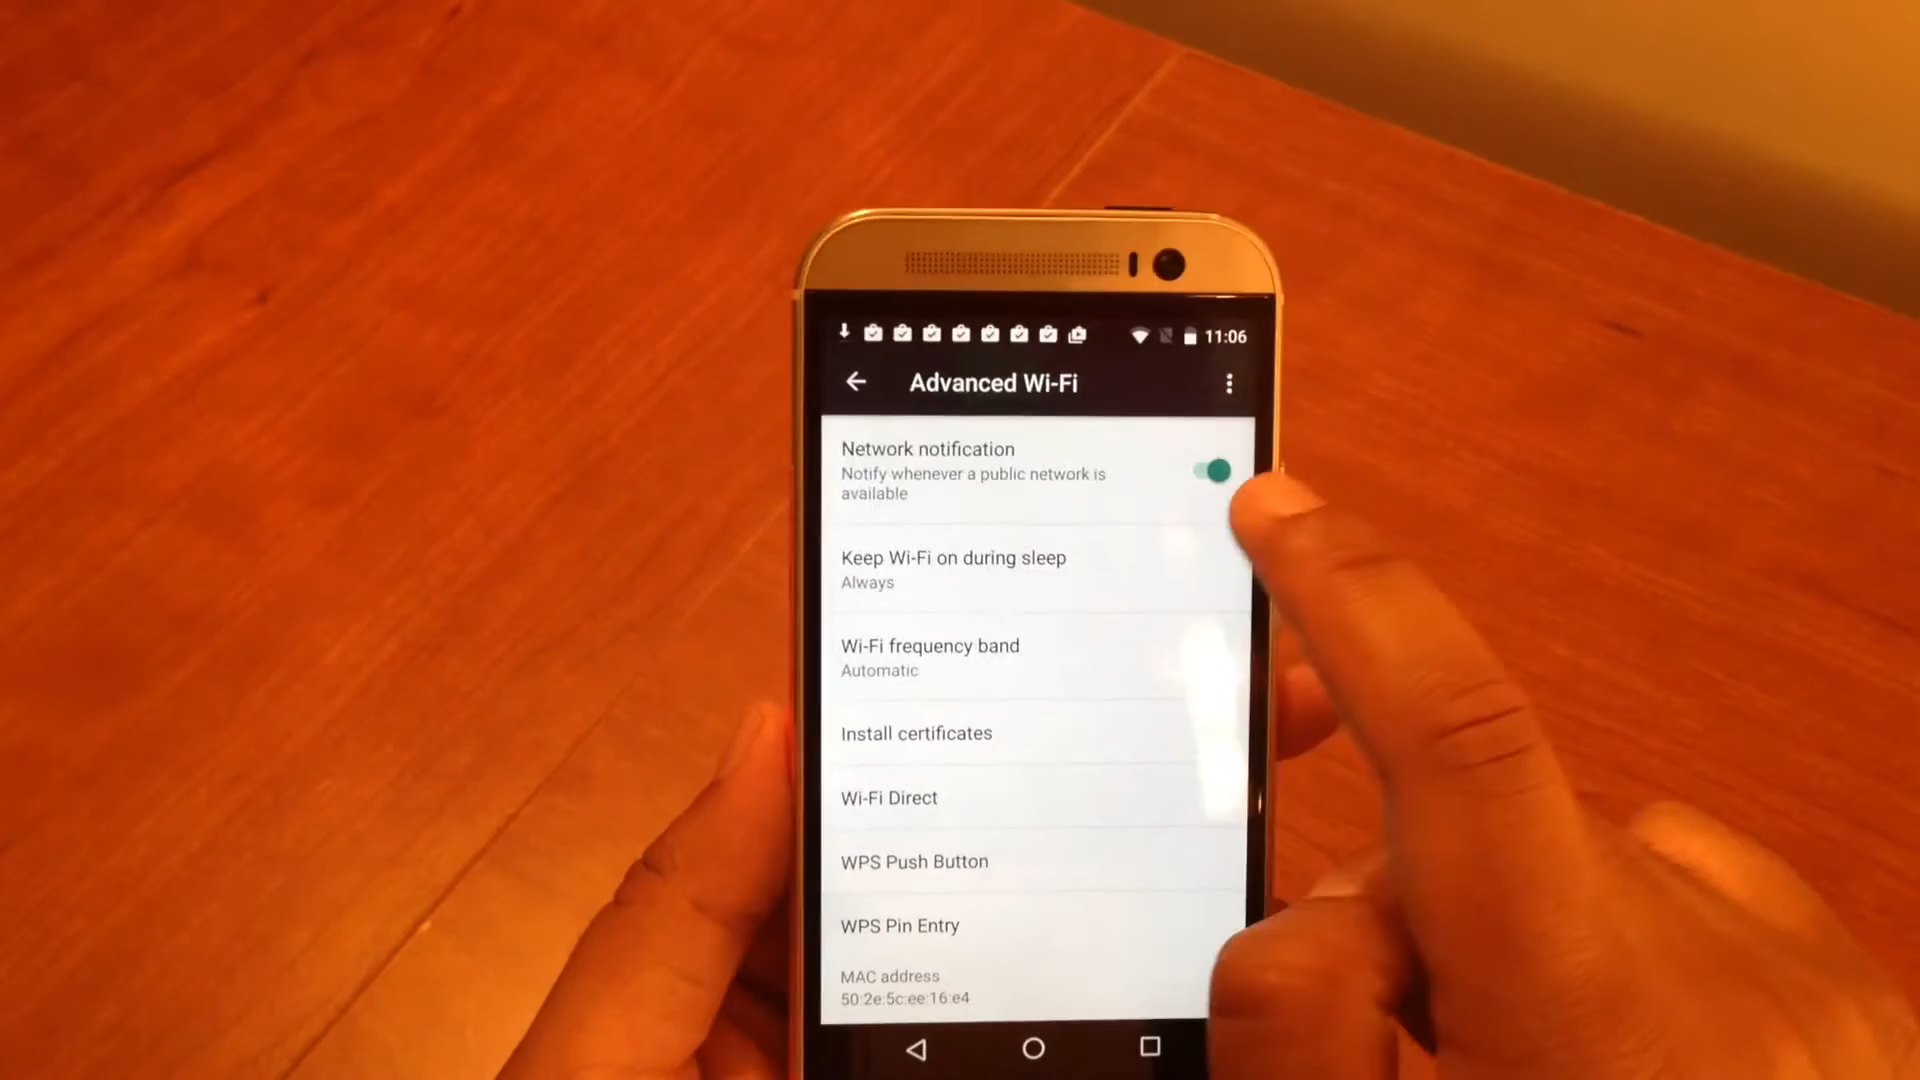 11:06
Advanced Wi-Fi
Network notification
Notify whenever a public network is
available
Keep Wi-Fi on during sleep
Always
Wi-Fi frequency band
Automatic
Install certificates
Wi-Fi Direct
WPS Push Button
WPS Pin Entry
MAC address
50:2e:5c:ee:16:e4